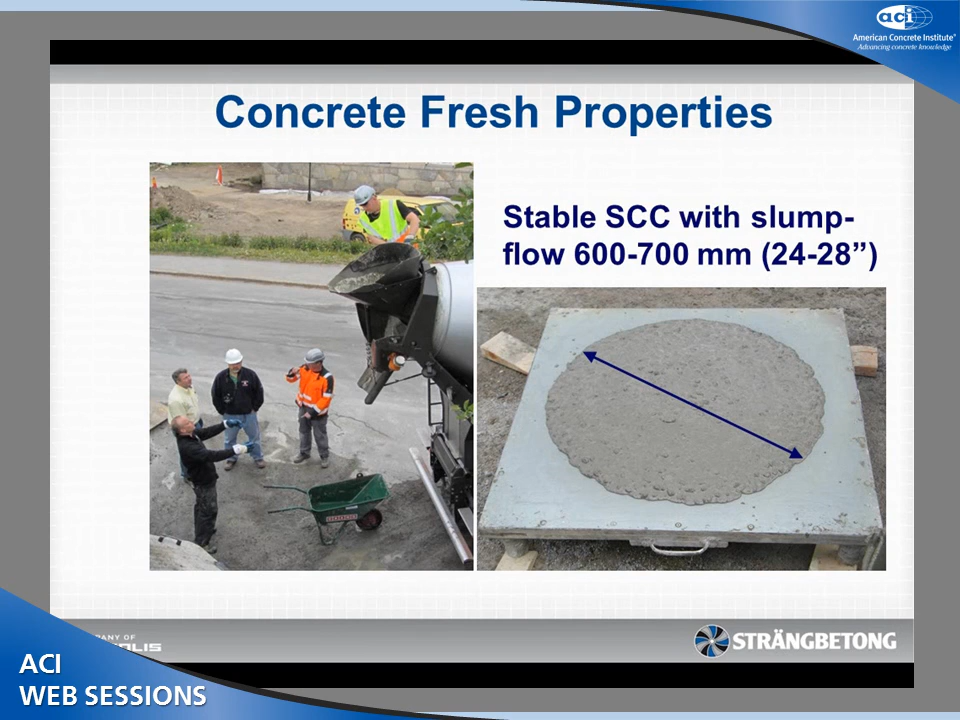 aci
American Concrete Institute®
Advancing concrete knowledge
Concrete Fresh Properties
Stable SCC with slump-
flow 600-700 mm (24-28”)
STRÄNGBETONG
ACI
WEB SESSIONS